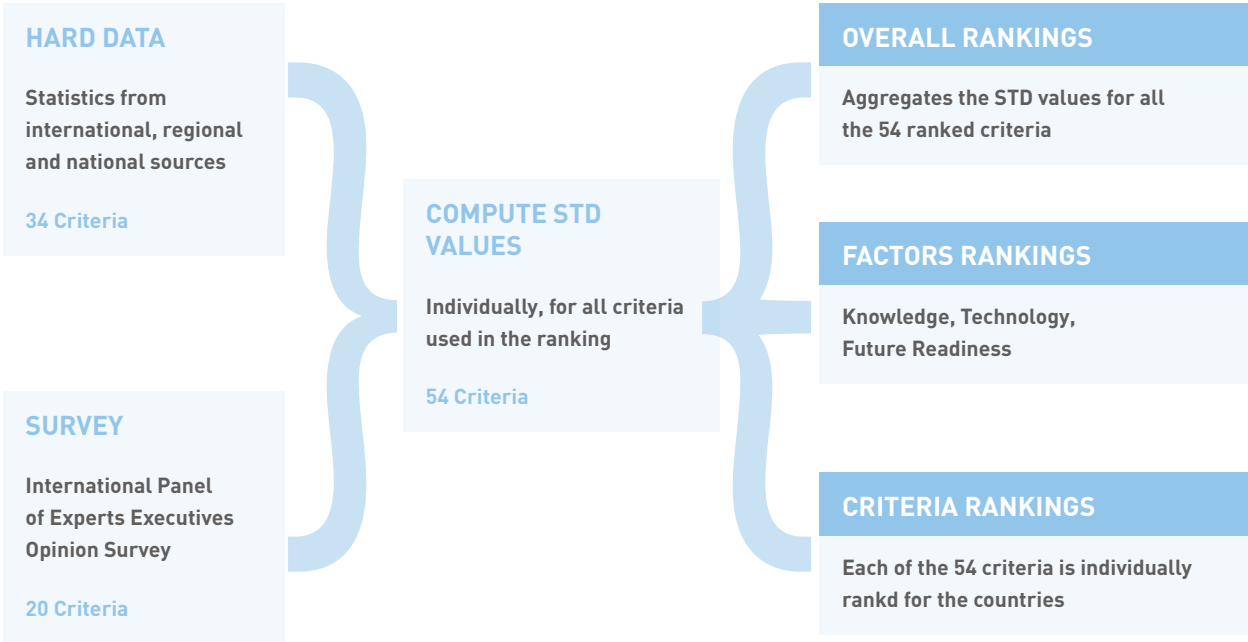 HARD DATA
Statistics from
international, regional
and national sources
34 Criteria
SURVEY
International Panel
of Experts Executives
Opinion Survey
20 Criteria
COMPUTE STD
VALUES
Individually, for all criteria
used in the ranking
54 Criteria
OVERALL RANKINGS
Aggregates the STD values for all
the 54 ranked criteria
FACTORS RANKINGS
Knowledge, Technology,
Future Readiness
CRITERIA RANKINGS
Each of the 54 criteria is individually
rankd for the countries